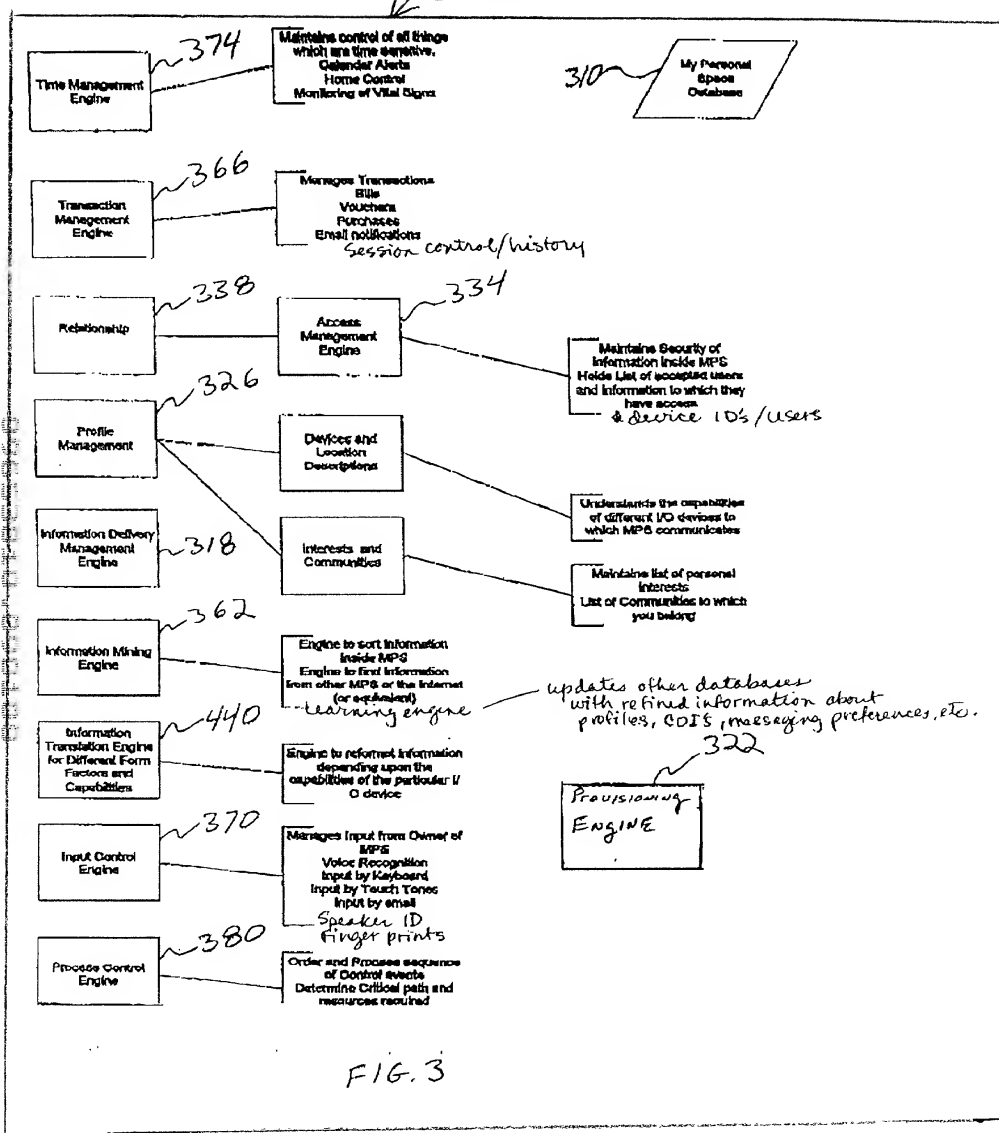 374
Time Management
Engine
Maintains control of all things
which are time sensitive.
Calendar Alerts
Home Control
Monitoring of Vital Signs
310
My Personal
Space
Database
366
Transaction
Management
Engine
Manages Transactions
Bills
Vouchers
Purchases
Email notifications
Session control/history
338
Relationship
334
Access
Management
Engine
Maintains Security of
Information inside MPS
Holds List of accepted users
and information to which they
have access
& device ID's/users
326
Profile
Management
Devices and
Location
Descriptions
Understands the capabilities
of different I/O devices to
which MPS communicates
Information Delivery
Management
Engine
318
Interests and
Communities
Maintains list of personal
interests
List of Communities to which
you belong
362
Information Mining
Engine
Engine to sort information
inside MPS
Engine to find information
from other MPS or the Internet
(or equivalent)
learning engine
updates other databases
with refined information about
profiles, COI's, messaging preferences, etc.
440
Information
Translation Engine
for Different Form
Factors and
Capabilities
Engine to reformat information
depending upon the
capabilities of the particular I/
O device
322
Provisioning
Engine
370
Input Control
Engine
Manages Input from Owner of
MPS
Voice Recognition
Input by Keyboard
Input by Touch Tones
Input by email
Speaker ID
Finger prints
380
Process Control
Engine
Order and Process sequence
of Control events
Determine Critical path and
resources required
FIG. 3